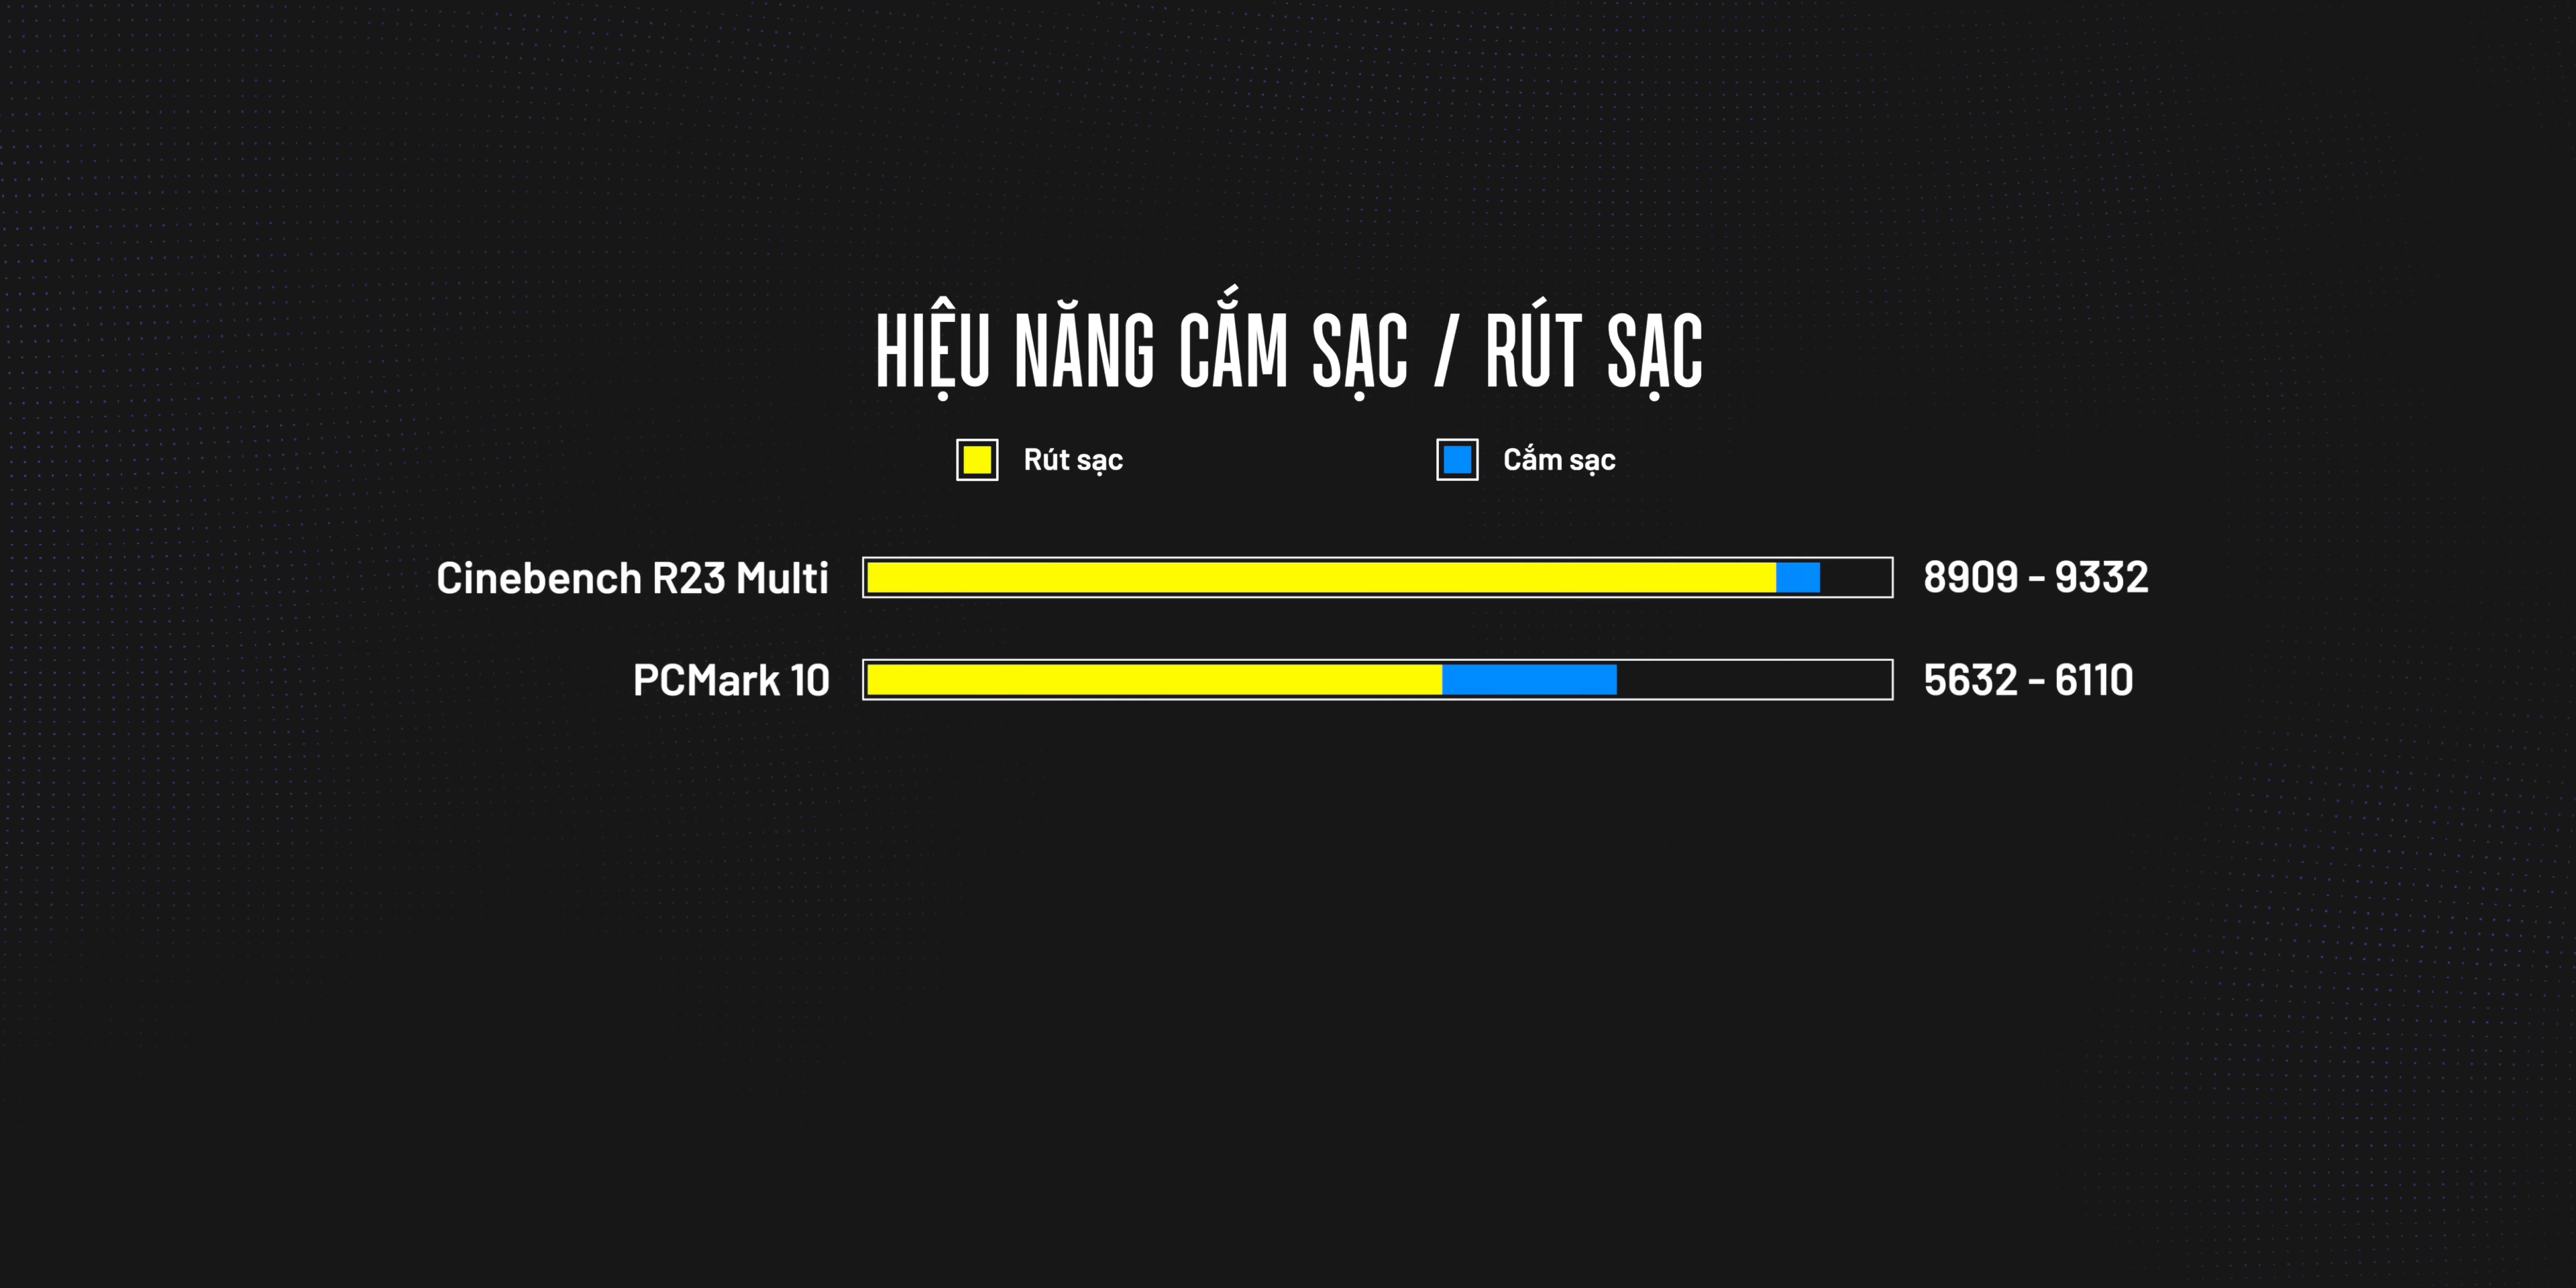 HIỆU NĂNG CẮM SẠC / RÚT SẠC
Rút sạc
Cắm sạc
Cinebench R23 Multi 8909 - 9332
PCMark 10 5632 - 6110